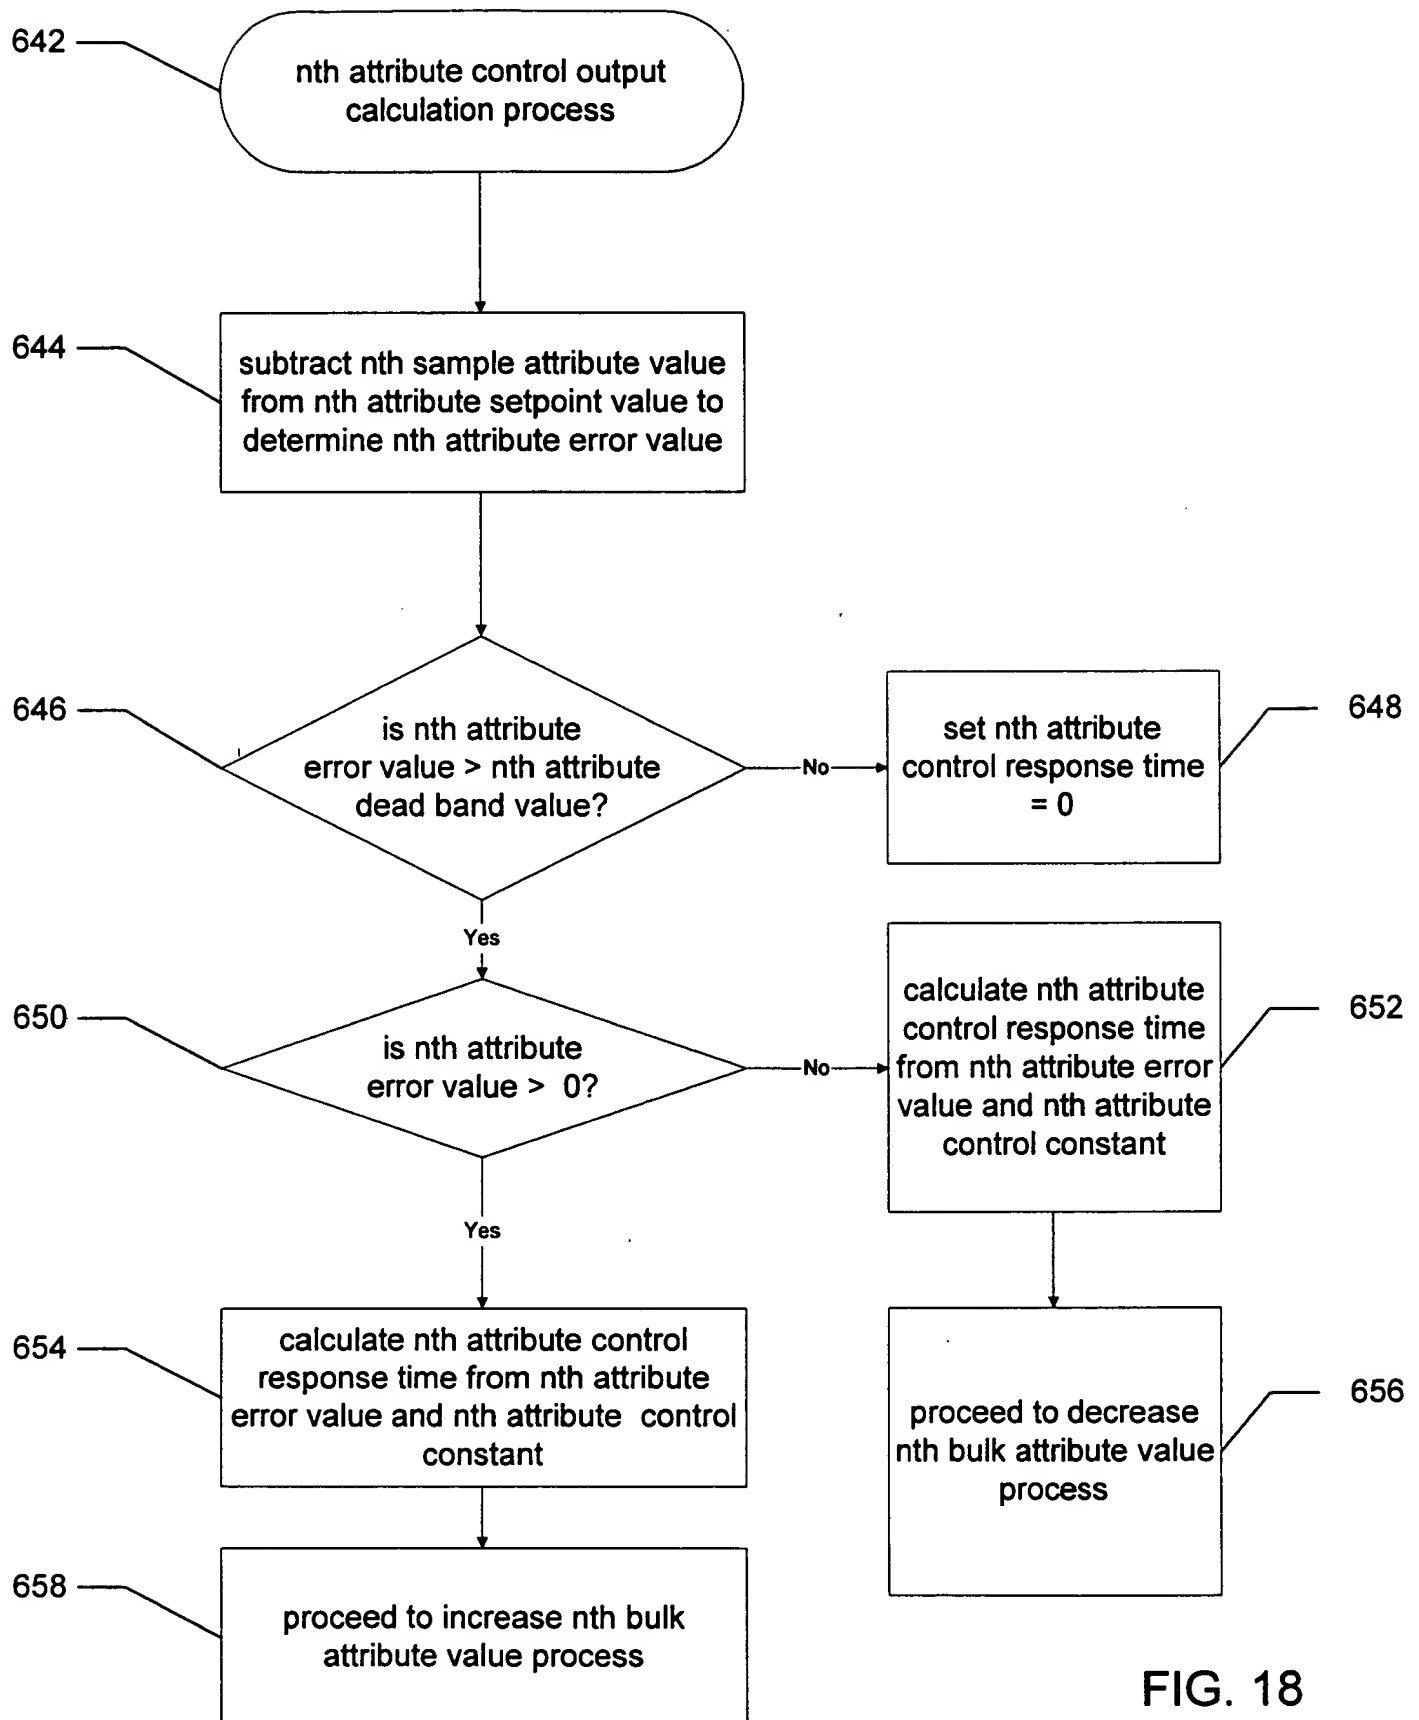 642
nth attribute control output
calculation process
644
subtract nth sample attribute value
from nth attribute setpoint value to
determine nth attribute error value
646
is nth attribute
error value > nth attribute
dead band value?
No
set nth attribute
control response time
= 0
648
Yes
650
is nth attribute
error value > 0?
No
calculate nth attribute
control response time
from nth attribute error
value and nth attribute
control constant
652
Yes
654
calculate nth attribute control
response time from nth attribute
error value and nth attribute control
constant
proceed to decrease
nth bulk attribute value
process
656
658
proceed to increase nth bulk
attribute value process
FIG. 18